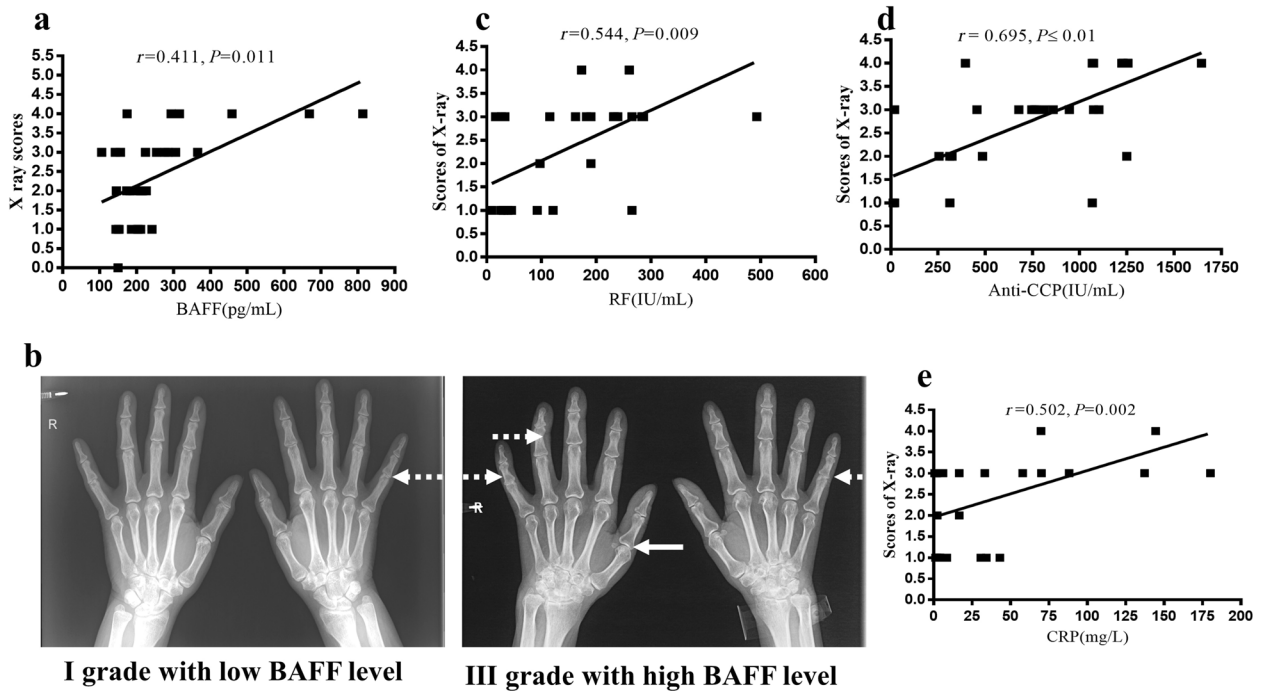 a
r=0.411, P=0.011
X ray scores
5.5
5.0
4.5
4.0
3.5
3.0
2.5
2.0
1.5
1.0
0.5
0.0
0 100 200 300 400 500 600 700 800 900
BAFF(pg/mL)
c
r=0.544, P=0.009
Scores of X-ray
4.5
4.0
3.5
3.0
2.5
2.0
1.5
1.0
0.5
0.0
0 100 200 300 400 500 600
RF(IU/mL)
d
r= 0.695, P≤ 0.01
Scores of X-ray
4.5
4.0
3.5
3.0
2.5
2.0
1.5
1.0
0.5
0.0
0 250 500 750 1000 1250 1500 1750
Anti-CCP(IU/mL)
b
R
I grade with low BAFF level
R
III grade with high BAFF level
e
r=0.502, P=0.002
Scores of X-ray
4.5
4.0
3.5
3.0
2.5
2.0
1.5
1.0
0.5
0.0
0 25 50 75 100 125 150 175 200
CRP(mg/L)